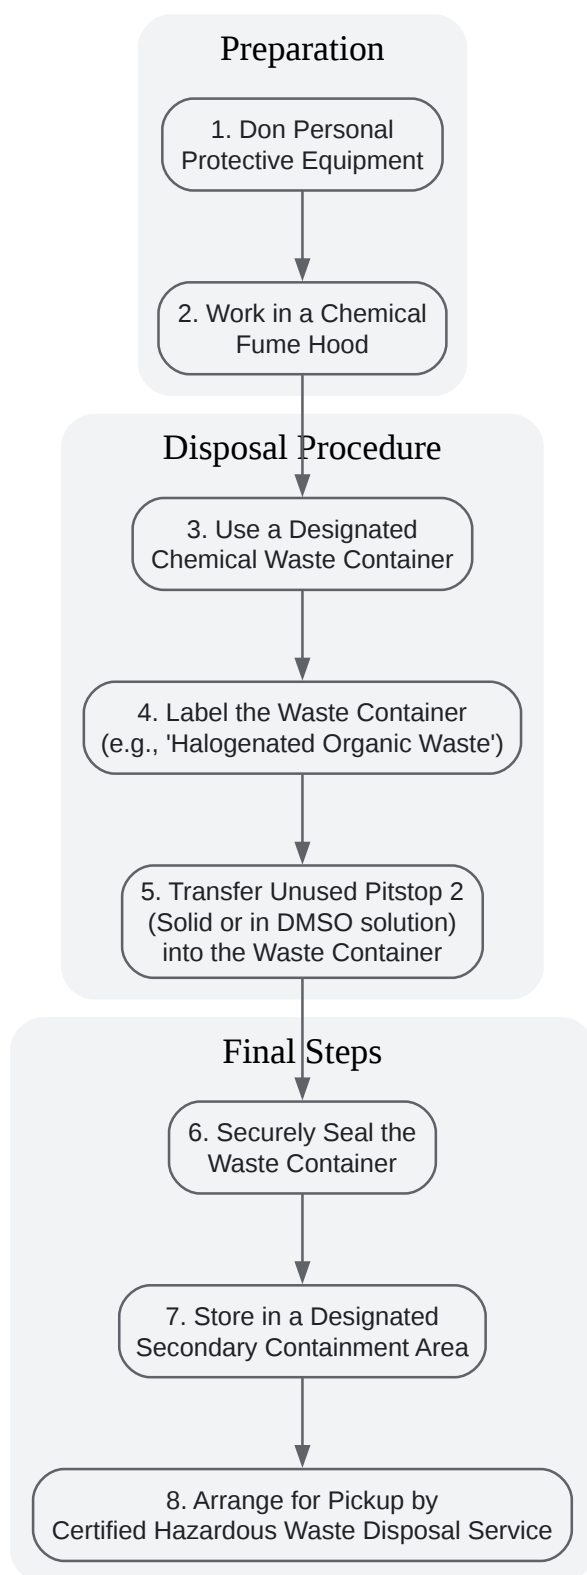 Preparation
1. Don Personal
Protective Equipment
2. Work in a Chemical
Fume Hood
Disposal Procedure
3. Use a Designated
Chemical Waste Container
4. Label the Waste Container
(e.g., 'Halogenated Organic Waste')
5. Transfer Unused Pitstop 2
(Solid or in DMSO solution)
into the Waste Container
Final Steps
6. Securely Seal the
Waste Container
7. Store in a Designated
Secondary Containment Area
8. Arrange for Pickup by
Certified Hazardous Waste Disposal Service